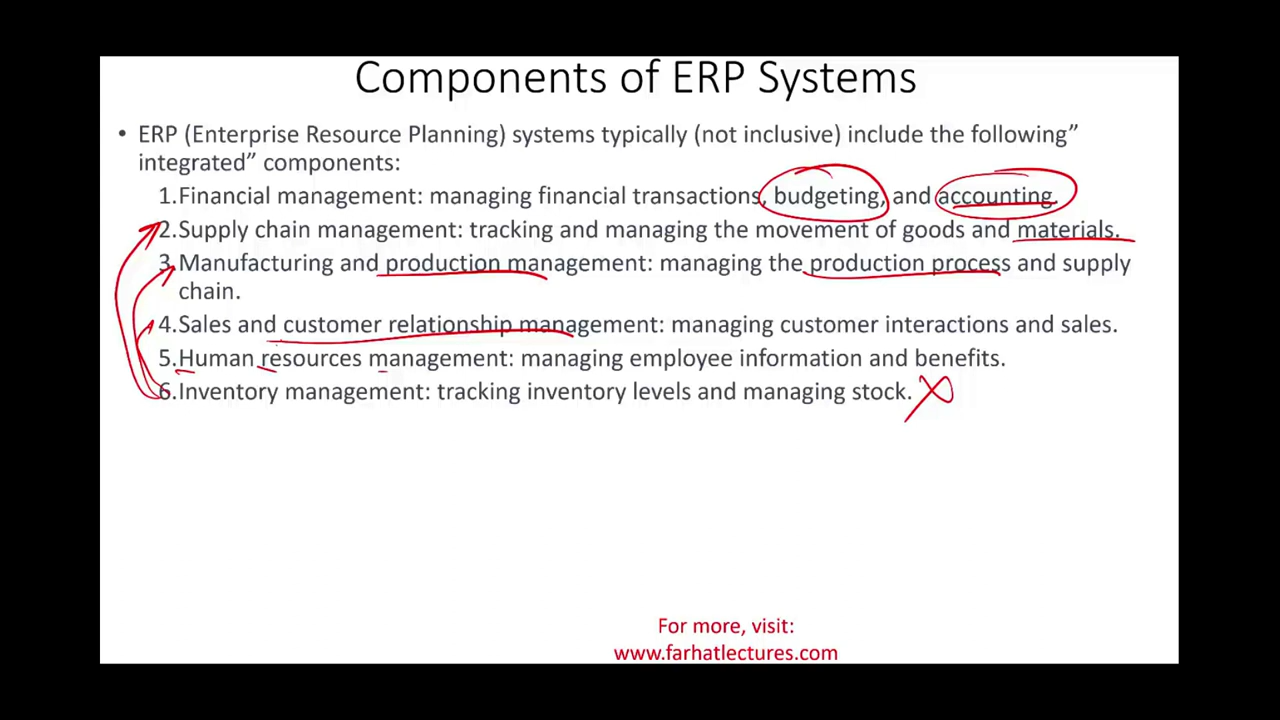 Components of ERP Systems
• ERP (Enterprise Resource Planning) systems typically (not inclusive) include the following”
integrated” components:
1.Financial management: managing financial transactions, budgeting, and accounting.
2.Supply chain management: tracking and managing the movement of goods and materials.
3.Manufacturing and production management: managing the production process and supply
chain.
4.Sales and customer relationship management: managing customer interactions and sales.
5.Human resources management: managing employee information and benefits.
6.Inventory management: tracking inventory levels and managing stock.
For more, visit:
www.farhatlectures.com